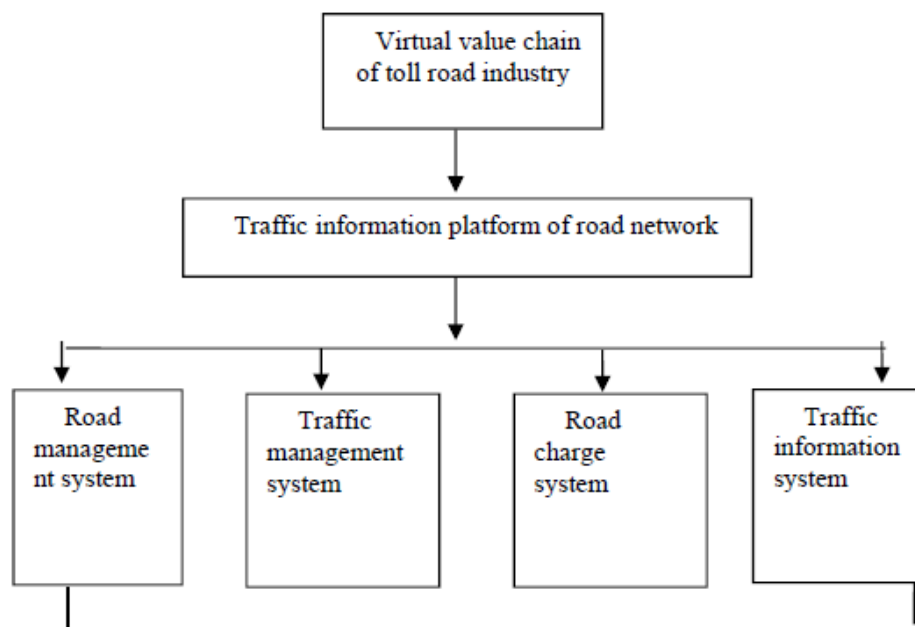 Virtual value chain
of toll road industry
Traffic information platform of road network
Road
manageme
nt system
Traffic
management
system
Road
charge
system
Traffic
information
system